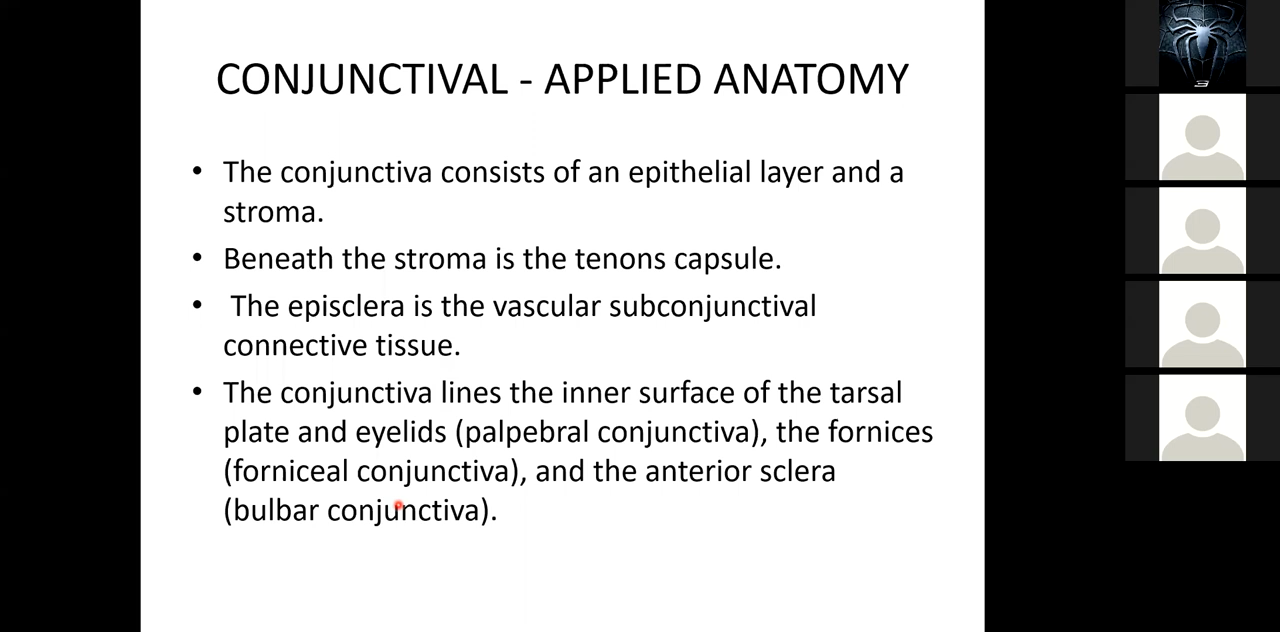 CONJUNCTIVAL - APPLIED ANATOMY
• The conjunctiva consists of an epithelial layer and a
stroma.
• Beneath the stroma is the tenons capsule.
• The episclera is the vascular subconjunctival
connective tissue.
• The conjunctiva lines the inner surface of the tarsal
plate and eyelids (palpebral conjunctiva), the fornices
(forniceal conjunctiva), and the anterior sclera
(bulbar conjunctiva).
3